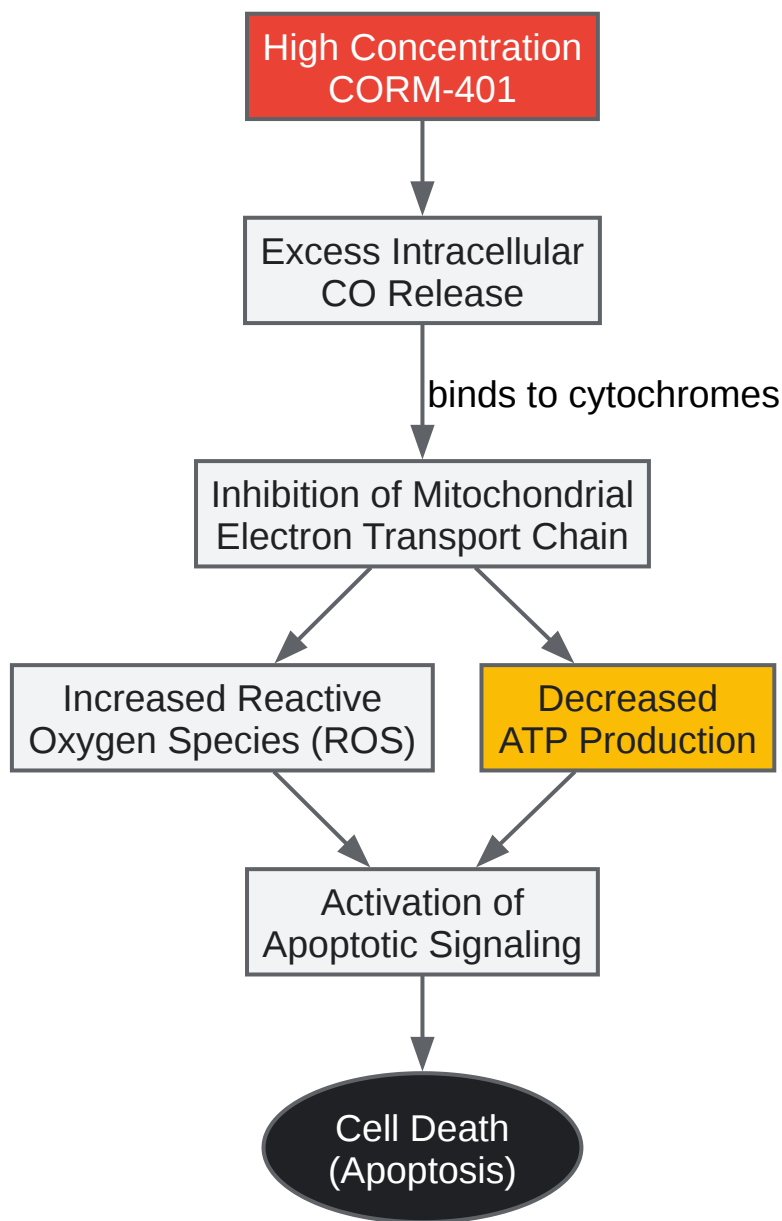 High Concentration
CORM-401
Excess Intracellular
CO Release
binds to cytochromes
Inhibition of Mitochondrial
Electron Transport Chain
Increased Reactive
Oxygen Species (ROS)
Decreased
ATP Production
Activation of
Apoptotic Signaling
Cell Death
(Apoptosis)